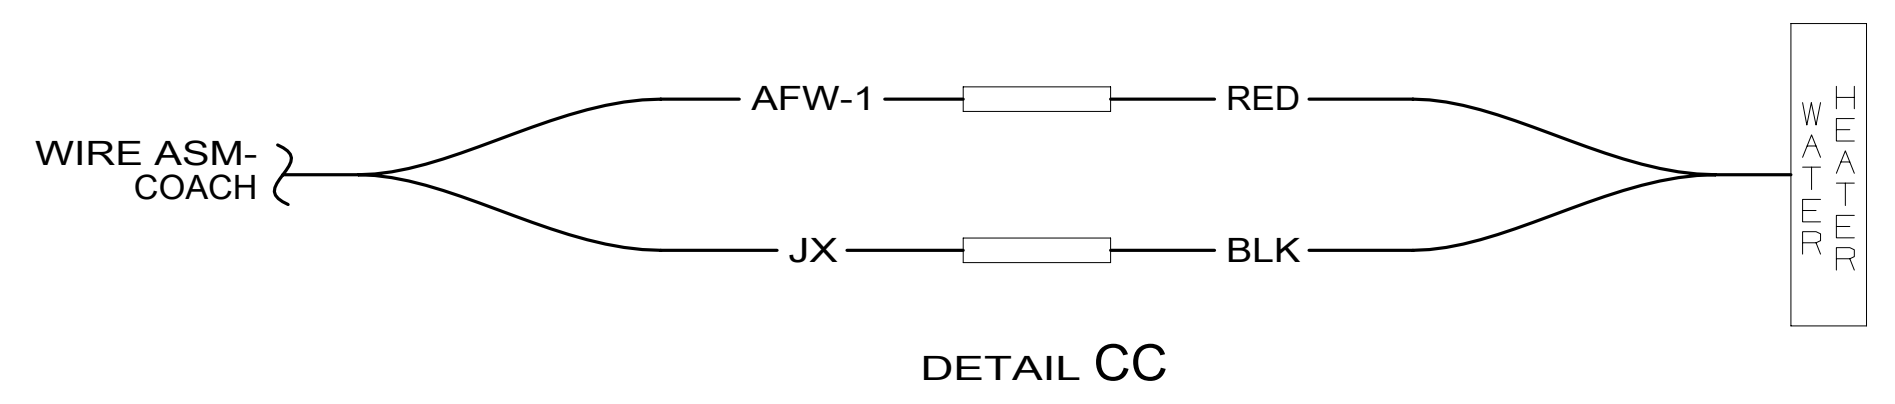 WIRE ASM-
COACH
AFW-1
RED
JX
BLK
WATER
HEATER
DETAIL CC